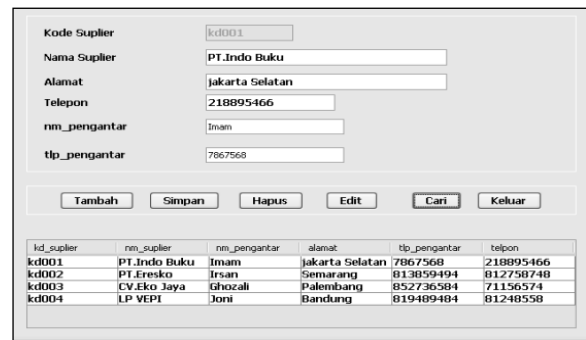 Kode Suplier kd001
Nama Suplier PT.Indo Buku
Alamat jakarta Selatan
Telepon 218895466
nm_pengantar Imam
tlp_pengantar 7867568
Tambah Simpan Hapus Edit Cari Keluar
kd_suplier nm_suplier nm_pengantar alamat tlp_pengantar telpon
kd001 PT.Indo Buku Imam jakarta Selatan 7867568 218895466
kd002 PT.Eresko Irsan Semarang 813859494 812758748
kd003 CV.Eko Jaya Ghozali Palembang 852736584 71156574
kd004 LP VEPI Joni Bandung 819489484 81248558